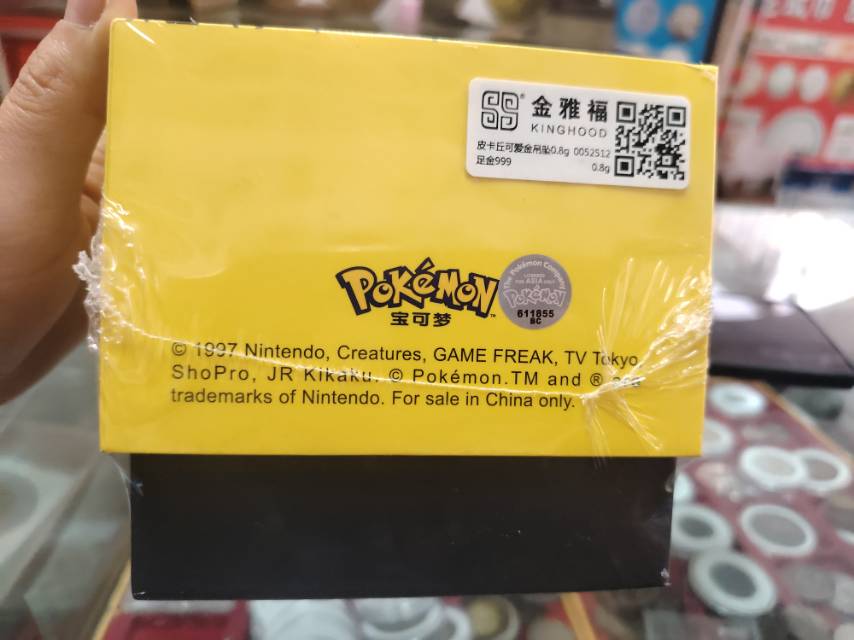 金雅福
KINGHOOD
皮卡丘可爱金吊坠0.8g 0052512
足金999 0.8g
POKéMON
宝可梦
The Pokémon Company
LICENSED
FOR ASIA ONLY
POKéMON
611855
BC
© 1997 Nintendo, Creatures, GAME FREAK, TV Tokyo
ShoPro, JR Kikaku. © Pokémon.TM and ® are
trademarks of Nintendo. For sale in China only.